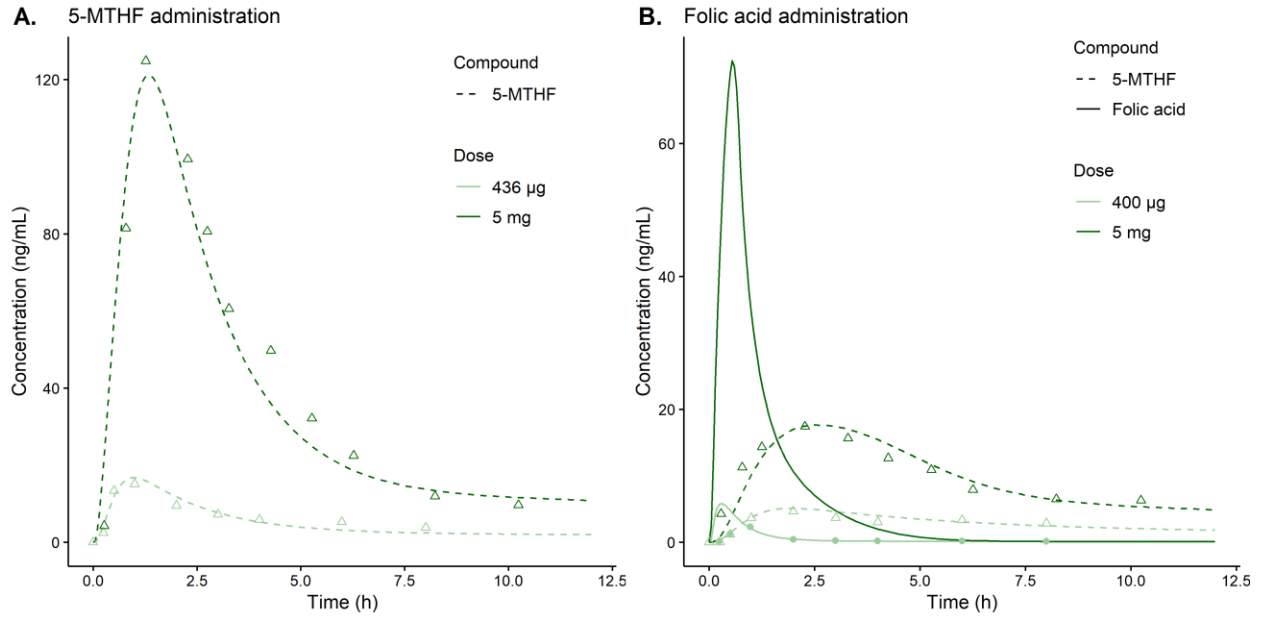 A. 5-MTHF administration
Compound
5-MTHF
Dose
436 µg
5 mg
120
80
40
0
Concentration (ng/mL)
0.0 2.5 5.0 7.5 10.0 12.5
Time (h)
B. Folic acid administration
Compound
5-MTHF
Folic acid
Dose
400 µg
5 mg
60
40
20
0
Concentration (ng/mL)
0.0 2.5 5.0 7.5 10.0 12.5
Time (h)